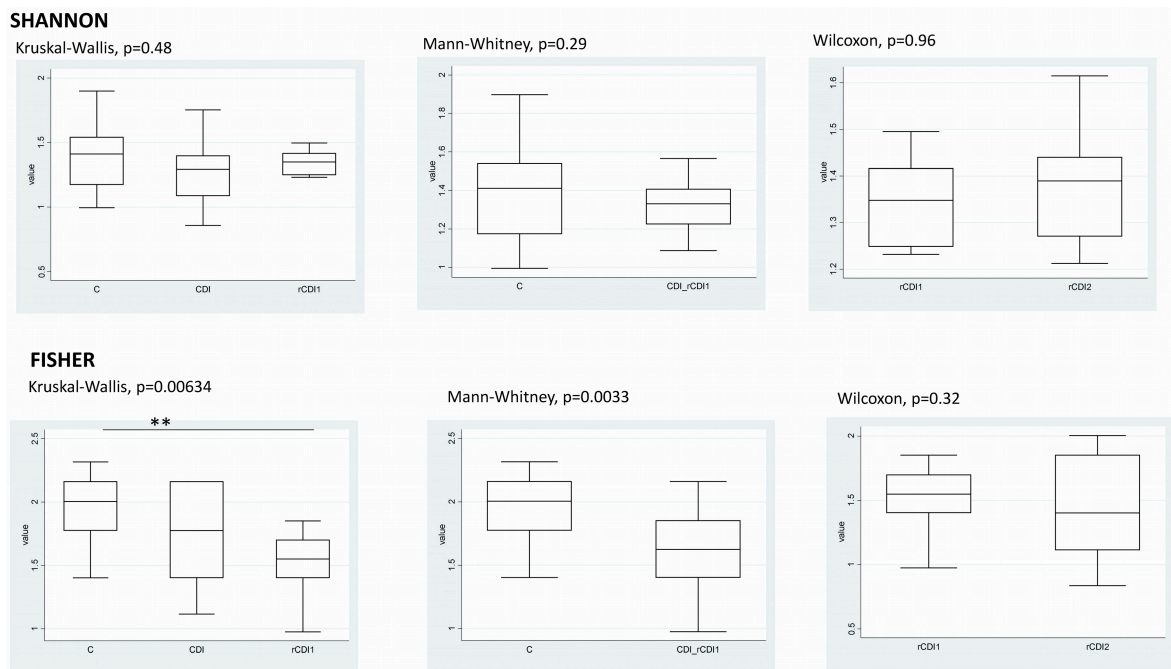 SHANNON
Kruskal-Wallis, p=0.48
Mann-Whitney, p=0.29
Wilcoxon, p=0.96
2
1.5
1
0.5
value
C CDI rCDI1
2
1.8
1.6
1.4
1.2
1
value
C CDI_rCDI1
1.6
1.5
1.4
1.3
1.2
value
rCDI1 rCDI2
FISHER
Kruskal-Wallis, p=0.00634
Mann-Whitney, p=0.0033
Wilcoxon, p=0.32
**
2.5
2
1.5
1
value
C CDI rCDI1
2.5
2
1.5
1
value
C CDI_rCDI1
2
1.5
1
0.5
value
rCDI1 rCDI2